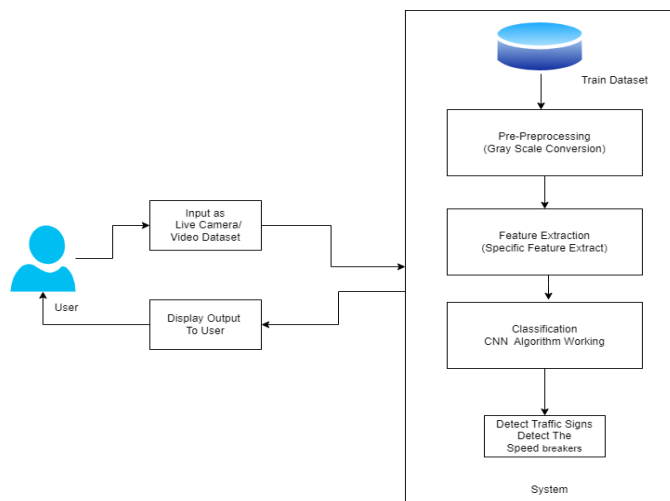 Train Dataset
Pre-Preprocessing
(Gray Scale Conversion)
Input as
Live Camera/
Video Dataset
Feature Extraction
(Specific Feature Extract)
User
Display Output
To User
Classification
CNN Algorithm Working
Detect Traffic Signs
Detect The
Speed breakers
System